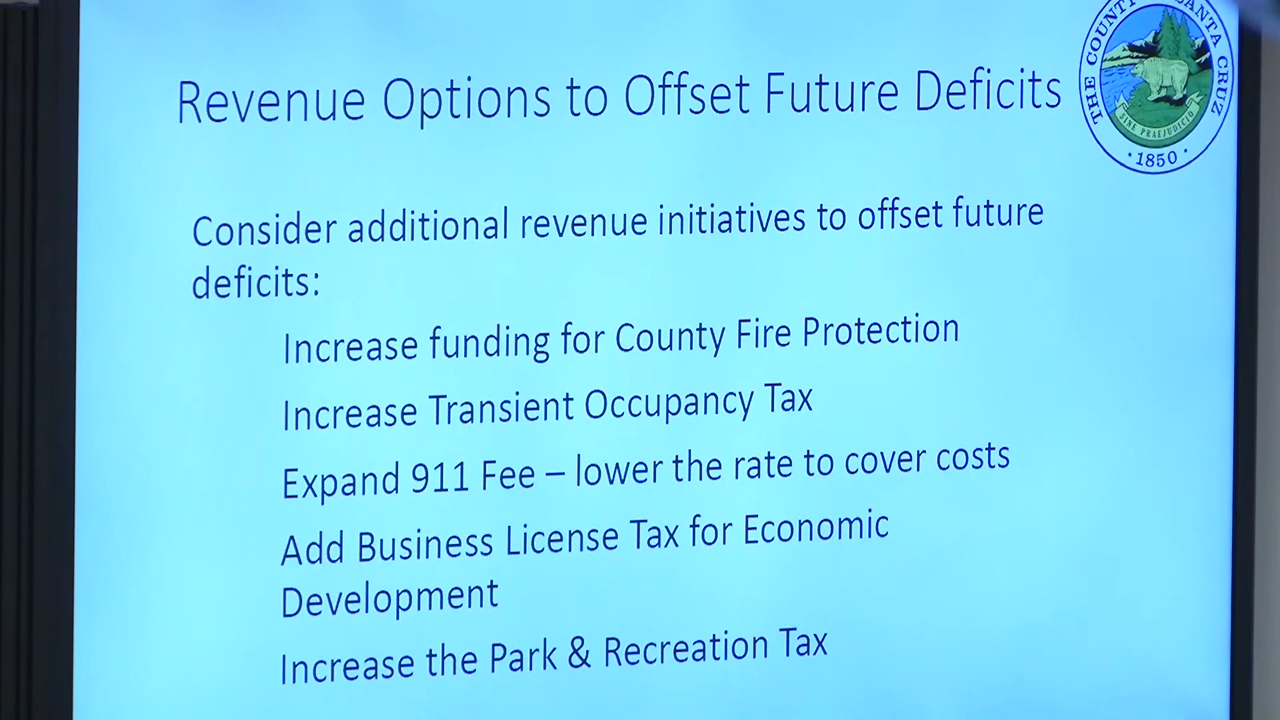 Revenue Options to Offset Future Deficits
THE COUNTY SANTA CRUZ
SINE PRAEJUDICIO
· 1850 ·
Consider additional revenue initiatives to offset future
deficits:
Increase funding for County Fire Protection
Increase Transient Occupancy Tax
Expand 911 Fee – lower the rate to cover costs
Add Business License Tax for Economic
Development
Increase the Park & Recreation Tax